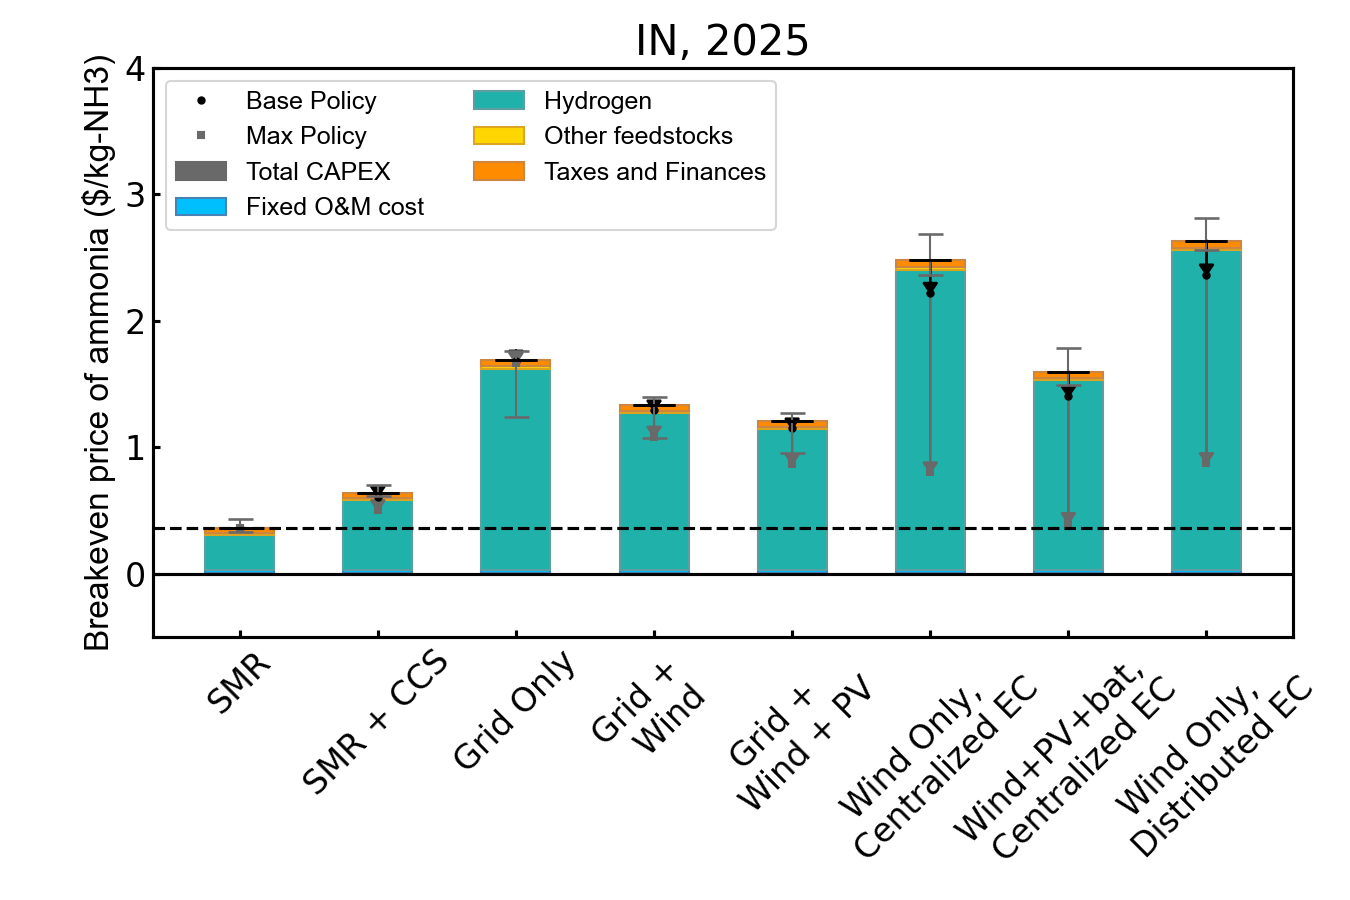 IN, 2025
Breakeven price of ammonia ($/kg-NH3)
4
3
2
1
0
Base Policy
Max Policy
Total CAPEX
Fixed O&M cost
Hydrogen
Other feedstocks
Taxes and Finances
SMR
SMR + CCS
Grid Only
Grid +
Wind
Grid +
Wind + PV
Wind Only,
Centralized EC
Wind+PV+bat,
Centralized EC
Wind Only,
Distributed EC